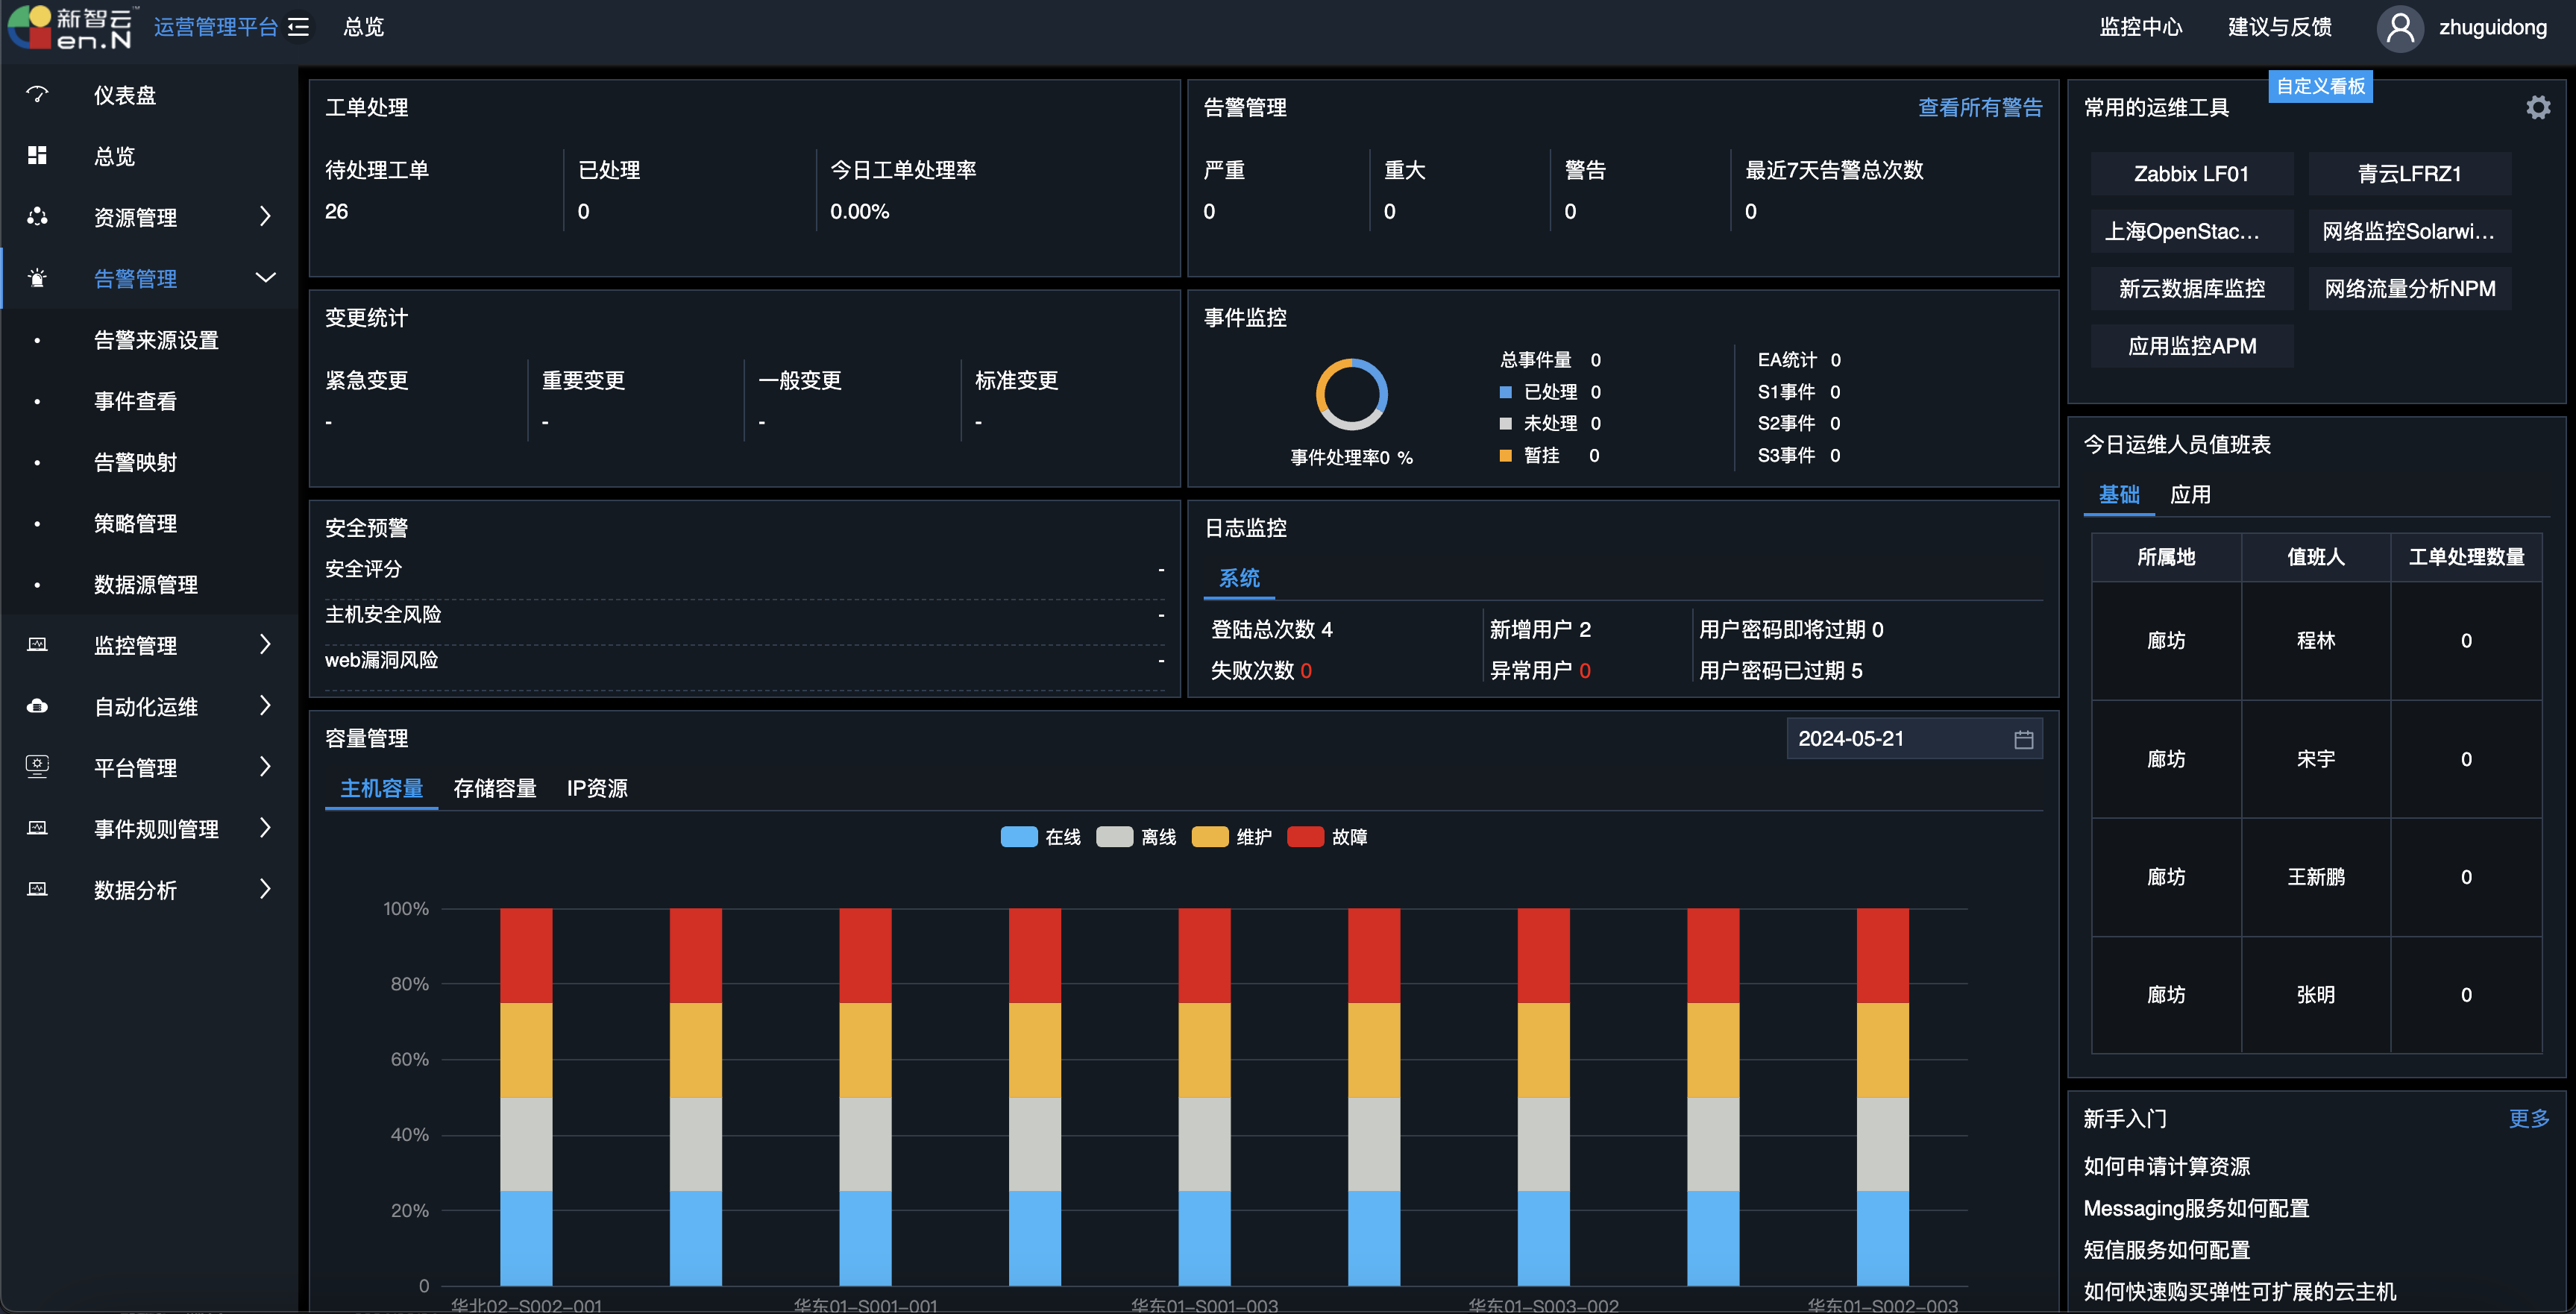 新智云™
en.N
运营管理平台
总览
监控中心
建议与反馈
zhuguidong
仪表盘
总览
资源管理
告警管理
告警来源设置
事件查看
告警映射
策略管理
数据源管理
监控管理
自动化运维
平台管理
事件规则管理
数据分析
工单处理
待处理工单 已处理 今日工单处理率
26 0 0.00%
告警管理 查看所有警告
严重 重大 警告 最近7天告警总次数
0 0 0 0
变更统计
紧急变更 重要变更 一般变更 标准变更
- - - -
事件监控
事件处理率0 %
总事件量 0
已处理 0
未处理 0
暂挂 0
EA统计 0
S1事件 0
S2事件 0
S3事件 0
安全预警
安全评分 -
主机安全风险 -
web漏洞风险 -
日志监控
系统
登陆总次数 4 新增用户 2 用户密码即将过期 0
失败次数 0 异常用户 0 用户密码已过期 5
容量管理 2024-05-21
主机容量 存储容量 IP资源
在线 离线 维护 故障
100%
80%
60%
40%
20%
0
华北02-S002-001 华东01-S001-001 华东01-S001-003 华东01-S003-002 华东01-S002-003
自定义看板
常用的运维工具
Zabbix LF01 青云LFRZ1
上海OpenStac... 网络监控Solarwi...
新云数据库监控 网络流量分析NPM
应用监控APM
今日运维人员值班表
基础 应用
所属地 值班人 工单处理数量
廊坊 程林 0
廊坊 宋宇 0
廊坊 王新鹏 0
廊坊 张明 0
新手入门 更多
如何申请计算资源
Messaging服务如何配置
短信服务如何配置
如何快速购买弹性可扩展的云主机